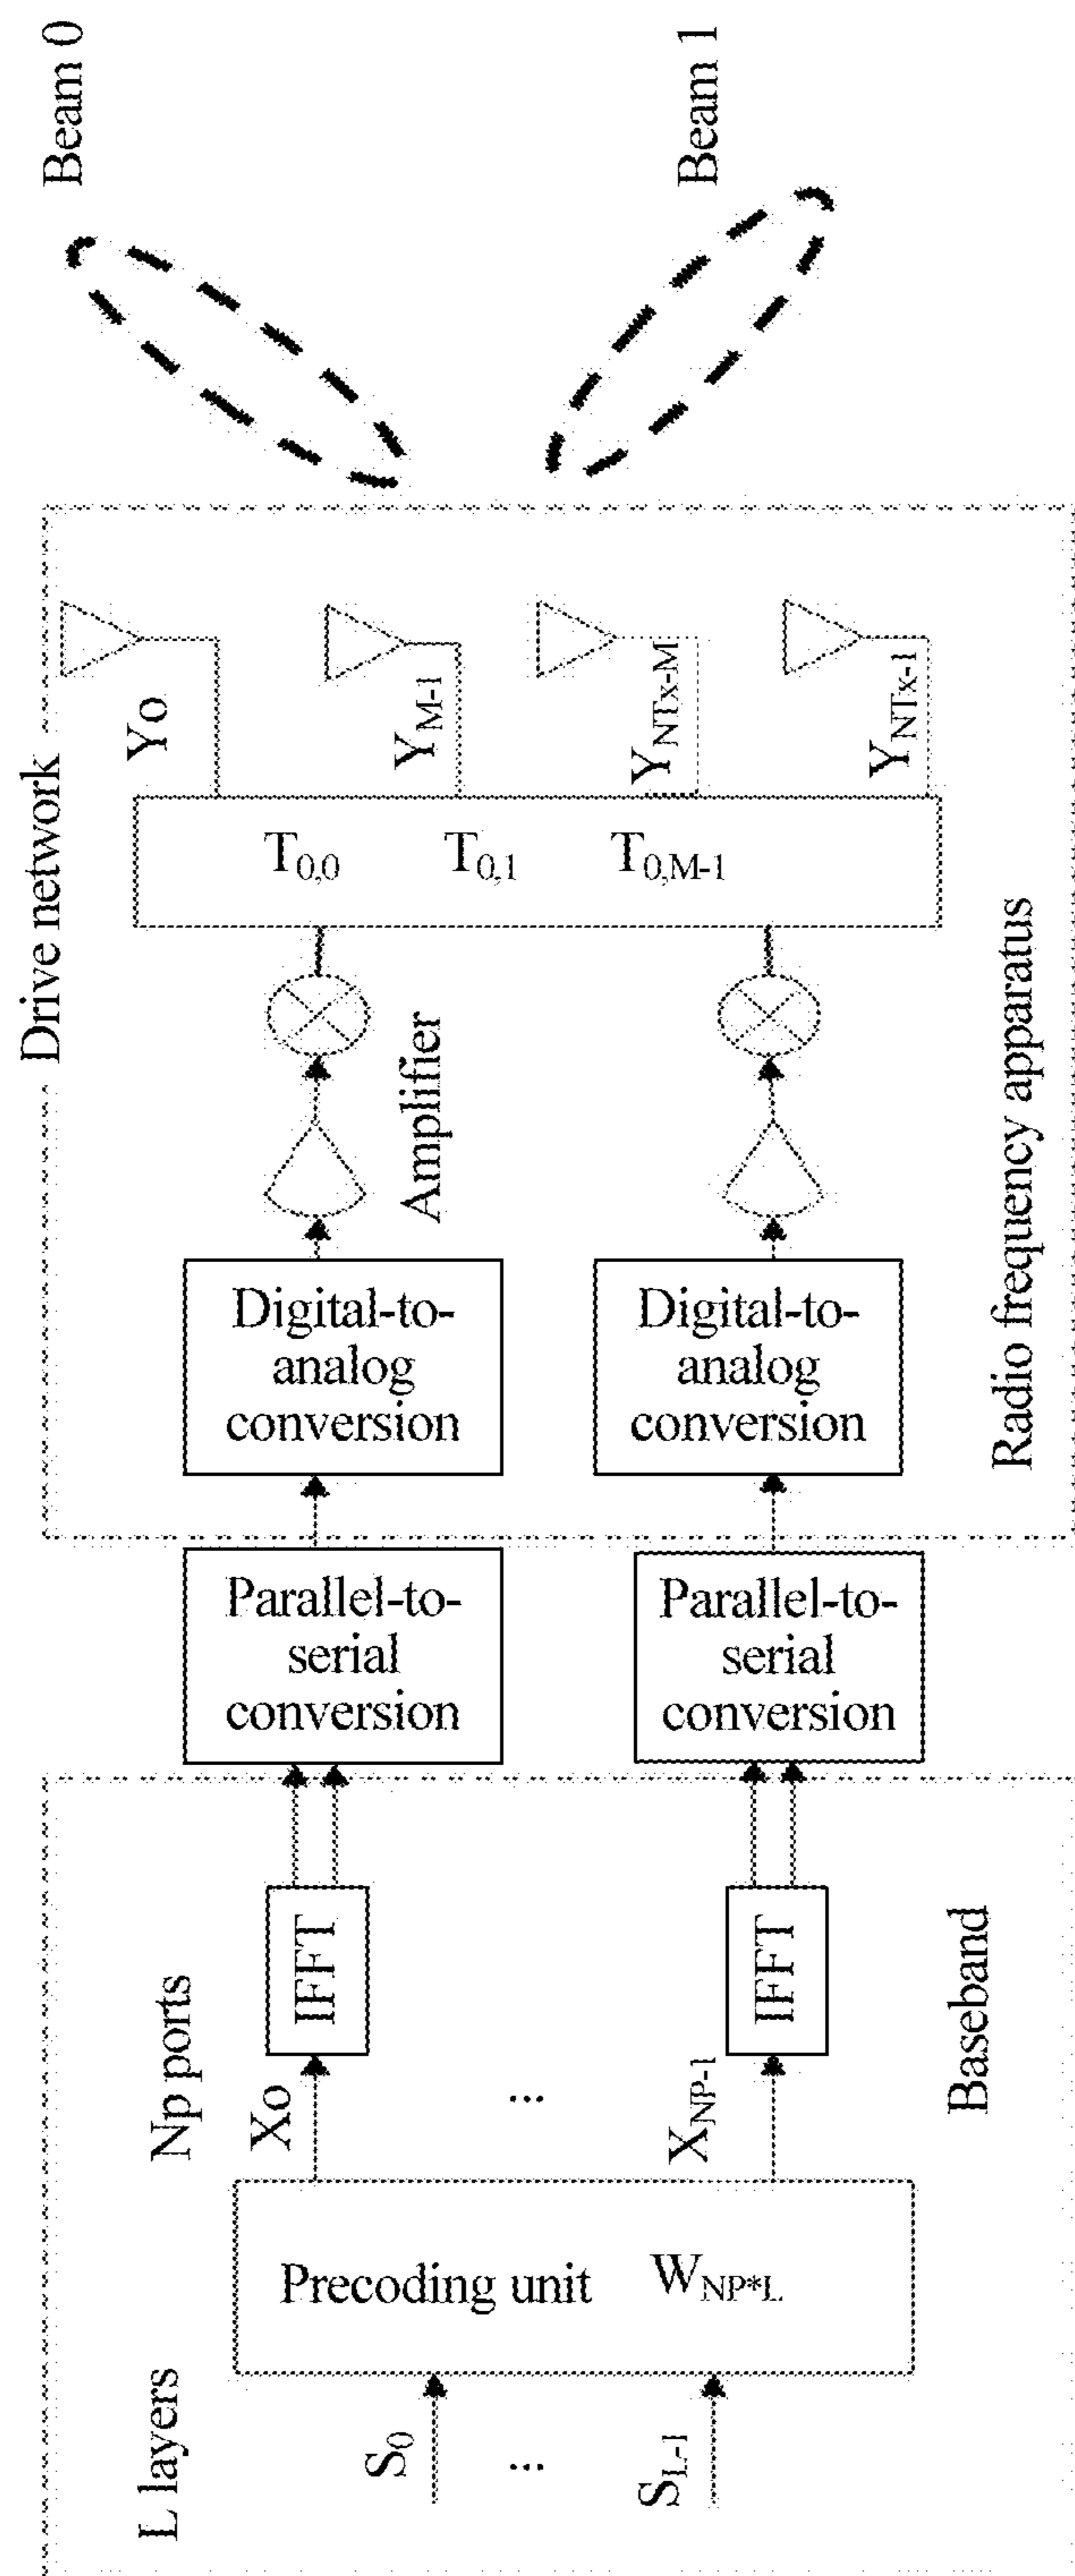 L layers
S0
...
SL-1
Precoding unit WNP*L
Np ports
Xo
...
XNP-1
IFFT
IFFT
Baseband
Parallel-to-
serial
conversion
Parallel-to-
serial
conversion
Drive network
Digital-to-
analog
conversion
Digital-to-
analog
conversion
Amplifier
T0,0
T0,1
T0,M-1
Yo
YM-1
YNTx-M
YNTx-1
Radio frequency apparatus
Beam 0
Beam 1